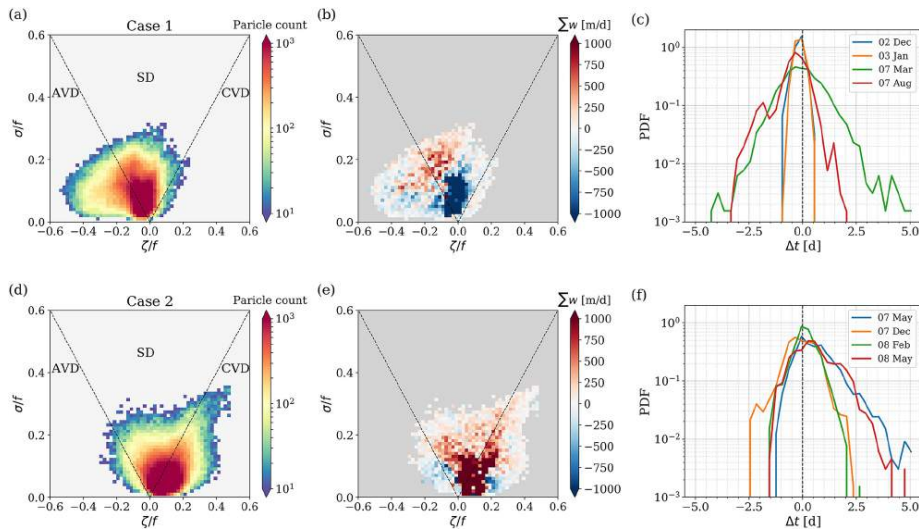 (a) Case 1 Paricle count
0.6
0.4
0.2
0.0
σ/f
AVD SD CVD
−0.6 −0.4 −0.2 0.0 0.2 0.4 0.6
ζ/f
10³
10²
10¹
(b) ∑w [m/d]
0.6
0.4
0.2
0.0
σ/f
−0.6 −0.4 −0.2 0.0 0.2 0.4 0.6
ζ/f
1000
750
500
250
0
−250
−500
−750
−1000
(c)
10⁰
10⁻¹
10⁻²
10⁻³
PDF
02 Dec
03 Jan
07 Mar
07 Aug
−5.0 −2.5 0.0 2.5 5.0
Δt [d]
(d) Case 2 Paricle count
0.6
0.4
0.2
0.0
σ/f
AVD SD CVD
−0.6 −0.4 −0.2 0.0 0.2 0.4 0.6
ζ/f
10³
10²
10¹
(e) ∑w [m/d]
0.6
0.4
0.2
0.0
σ/f
−0.6 −0.4 −0.2 0.0 0.2 0.4 0.6
ζ/f
1000
750
500
250
0
−250
−500
−750
−1000
(f)
10⁰
10⁻¹
10⁻²
10⁻³
PDF
07 May
07 Dec
08 Feb
08 May
−5.0 −2.5 0.0 2.5 5.0
Δt [d]